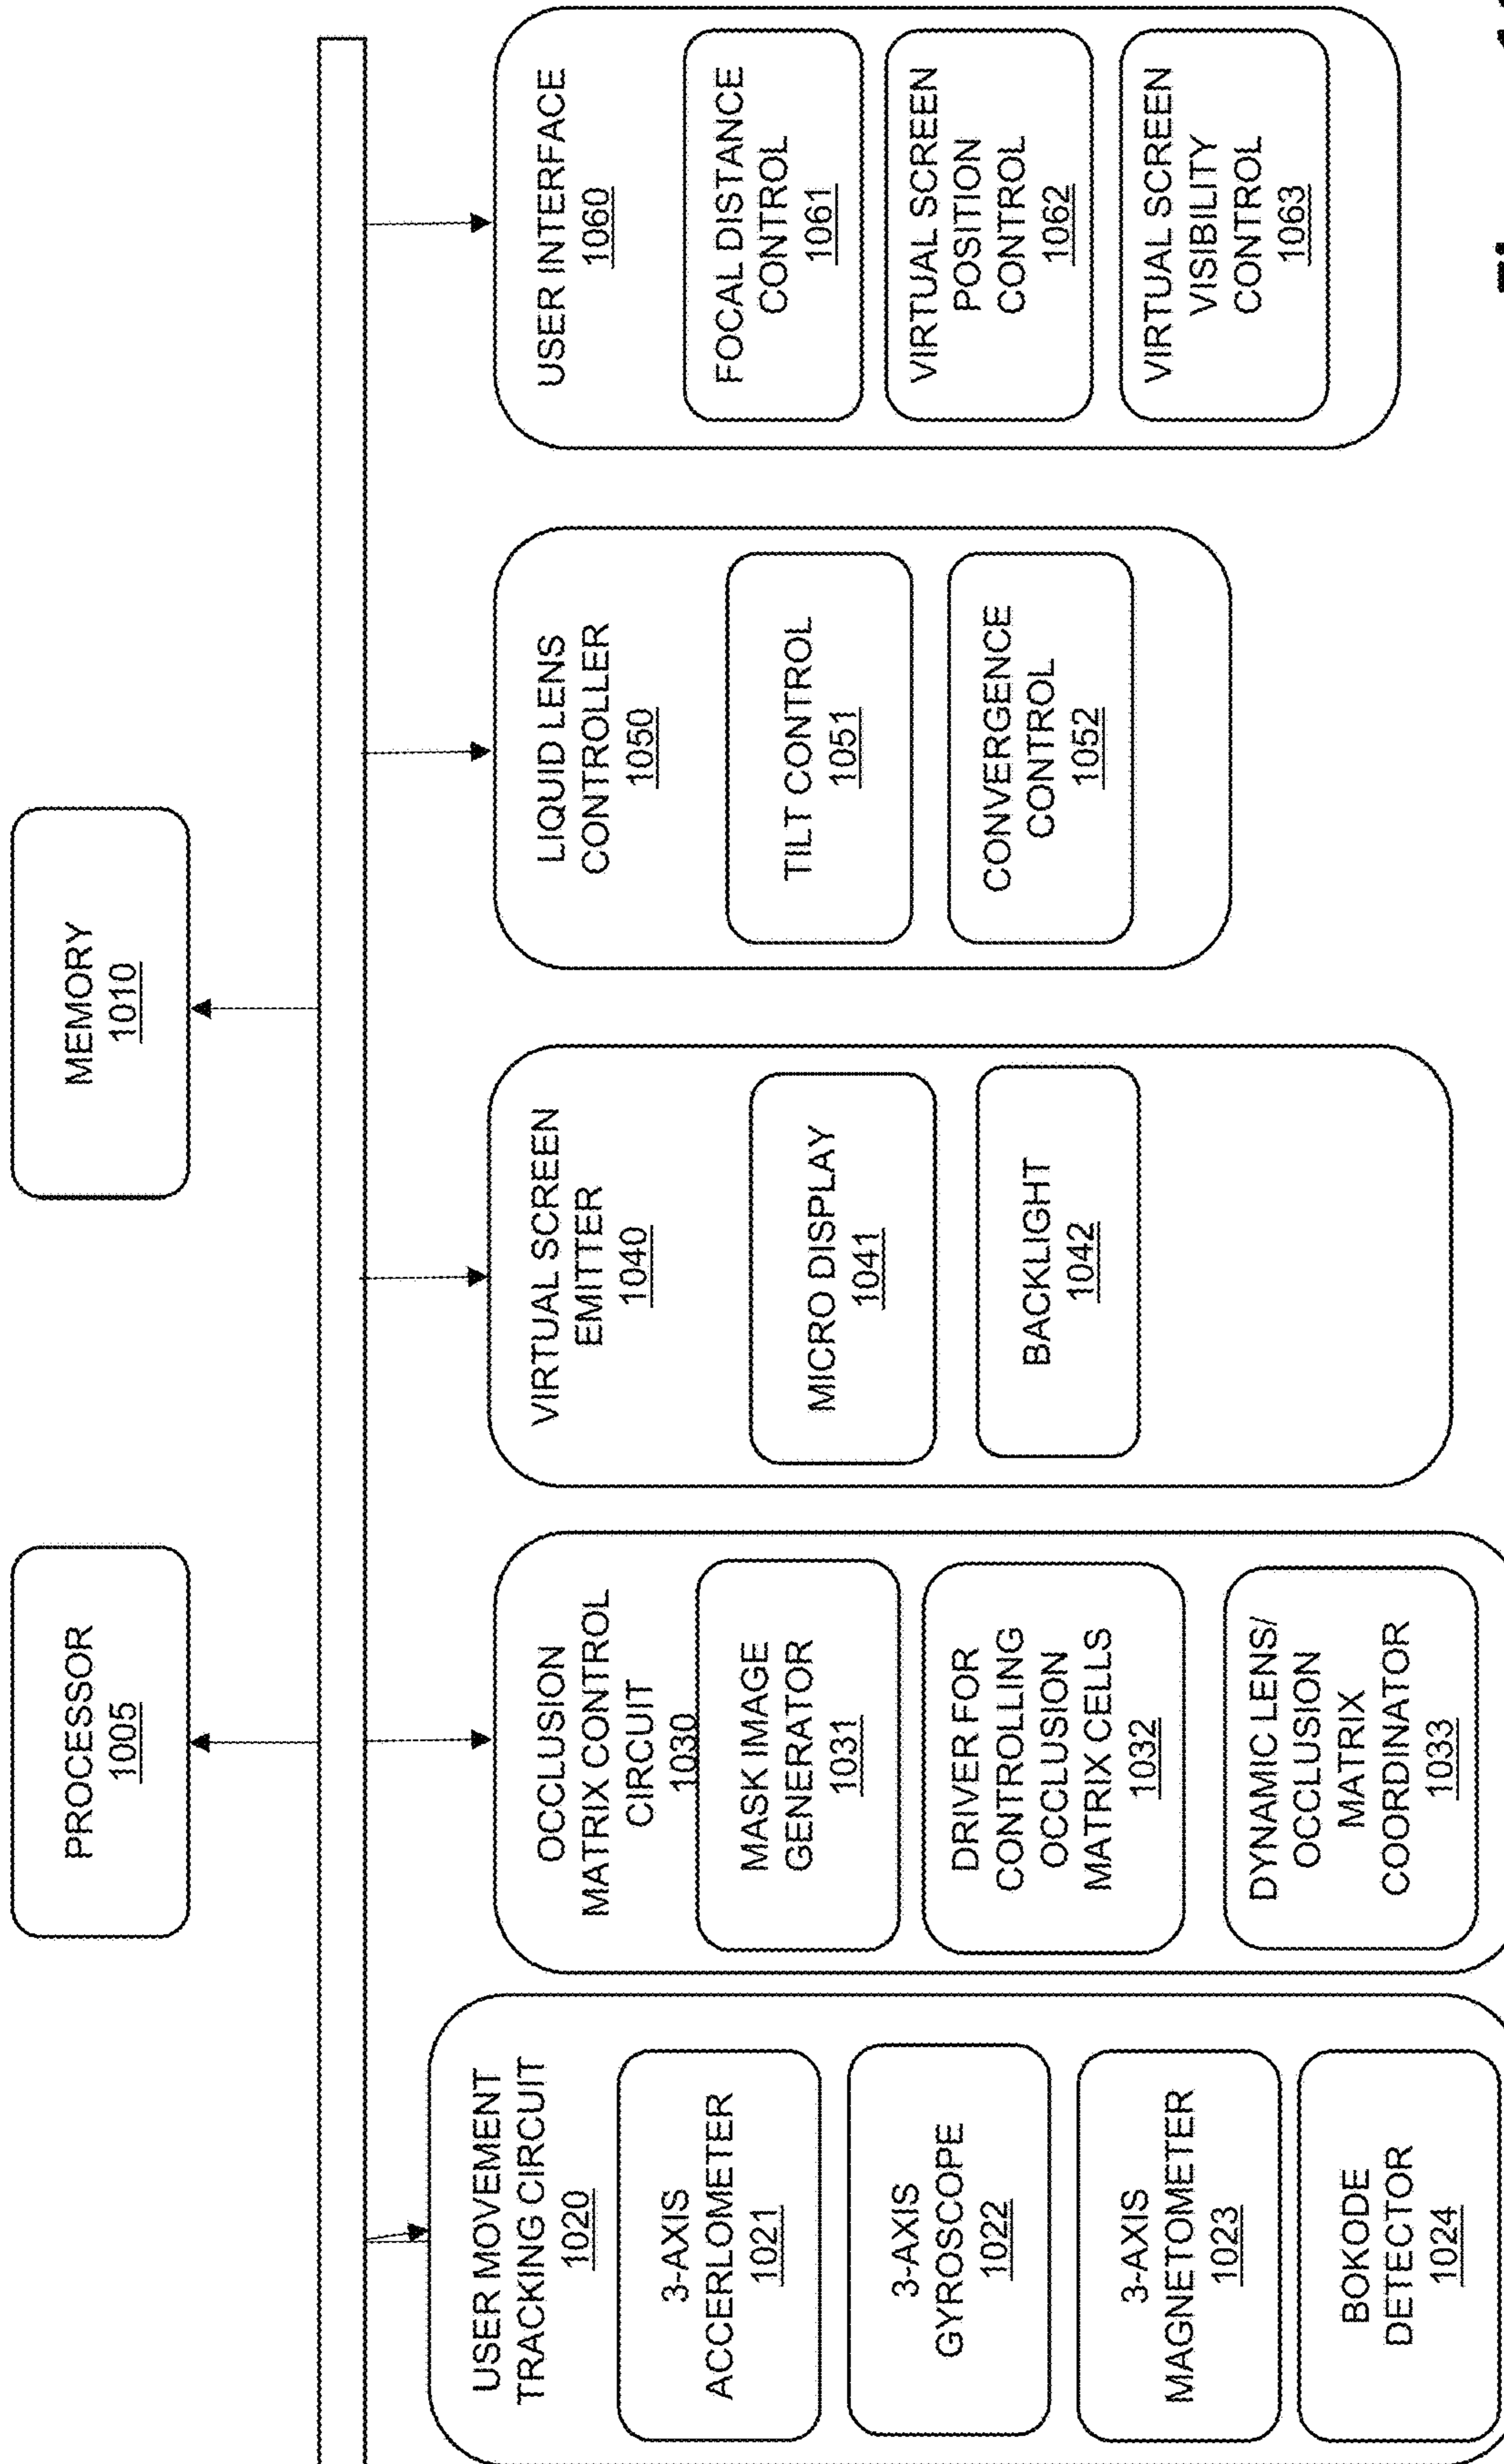 PROCESSOR
1005
MEMORY
1010
USER MOVEMENT
TRACKING CIRCUIT
1020
3-AXIS
ACCERLOMETER
1021
3-AXIS
GYROSCOPE
1022
3-AXIS
MAGNETOMETER
1023
BOKODE
DETECTOR
1024
OCCLUSION
MATRIX CONTROL
CIRCUIT
1030
MASK IMAGE
GENERATOR
1031
DRIVER FOR
CONTROLLING
OCCLUSION
MATRIX CELLS
1032
DYNAMIC LENS/
OCCLUSION
MATRIX
COORDINATOR
1033
VIRTUAL SCREEN
EMITTER
1040
MICRO DISPLAY
1041
BACKLIGHT
1042
LIQUID LENS
CONTROLLER
1050
TILT CONTROL
1051
CONVERGENCE
CONTROL
1052
USER INTERFACE
1060
FOCAL DISTANCE
CONTROL
1061
VIRTUAL SCREEN
POSITION
CONTROL
1062
VIRTUAL SCREEN
VISIBILITY
CONTROL
1063